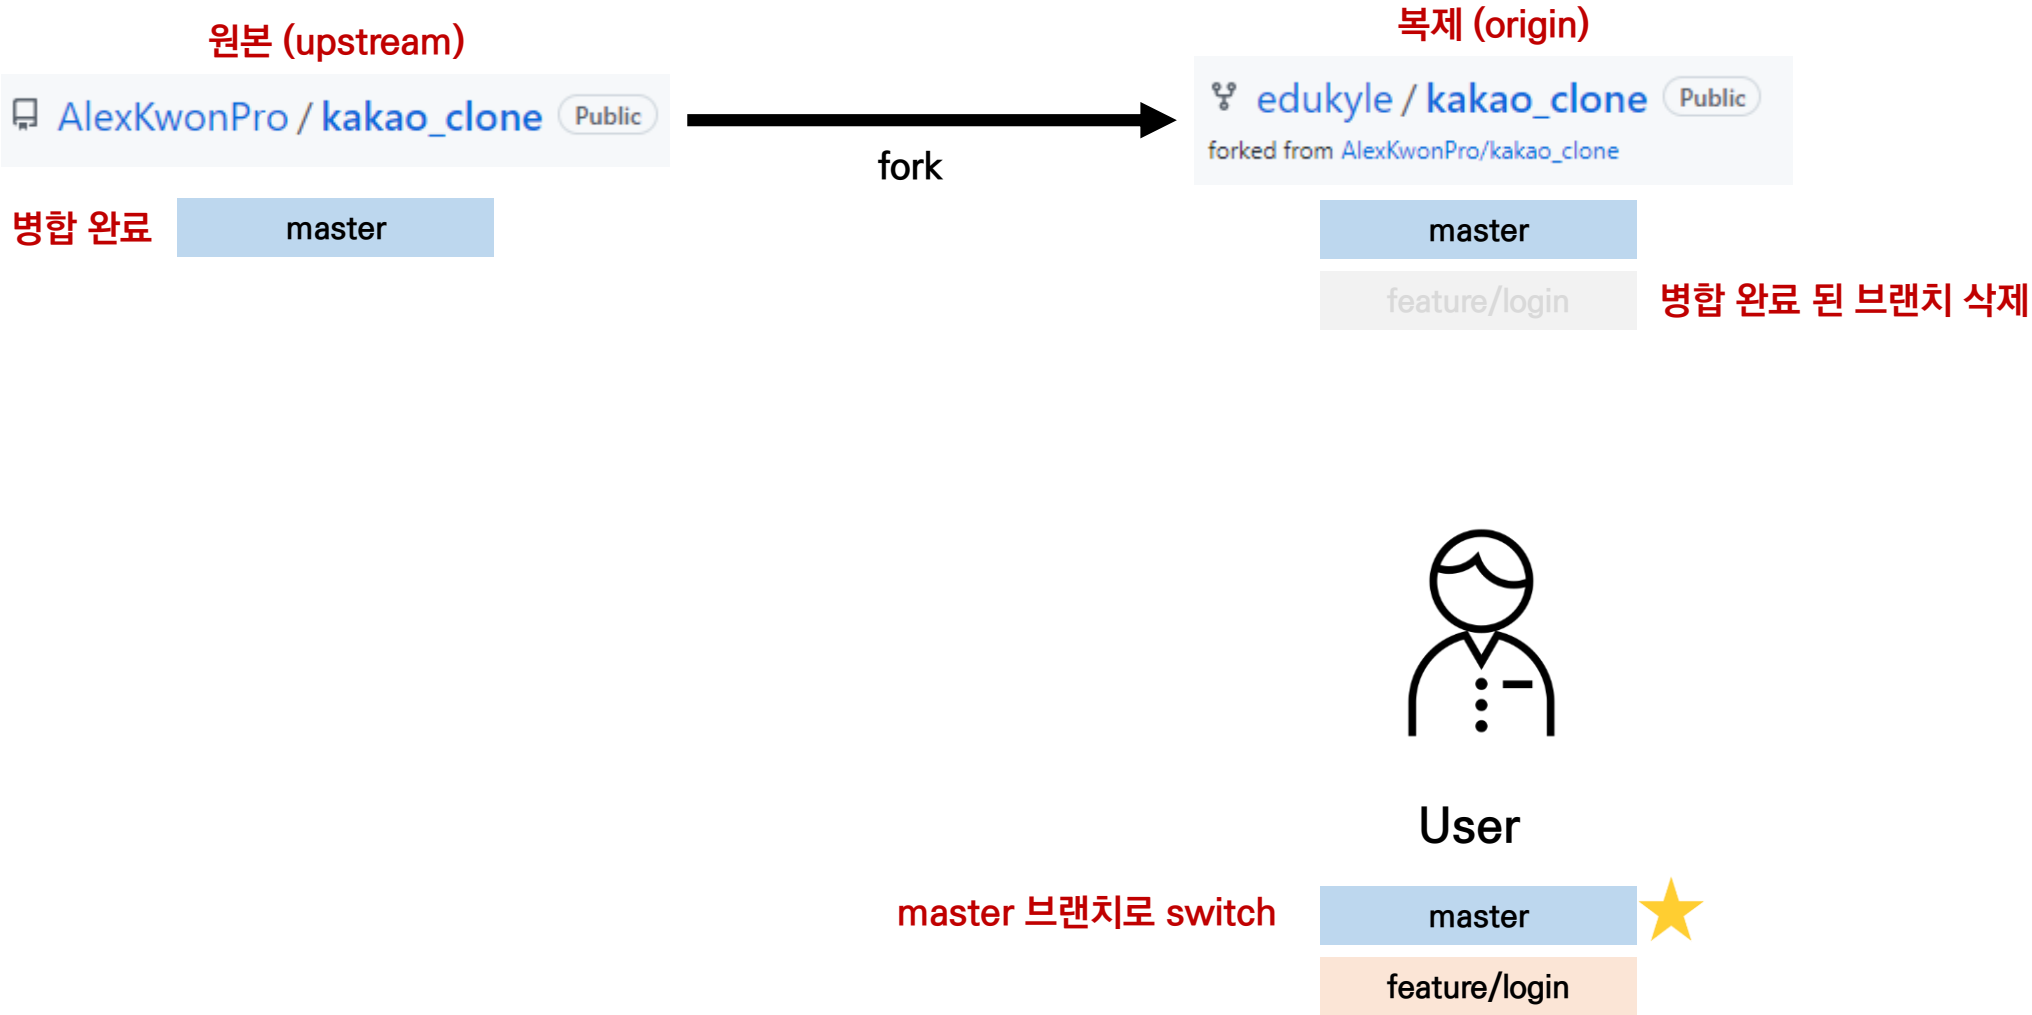 원본 (upstream)
AlexKwonPro / kakao_clone Public
병합 완료 master
fork
복제 (origin)
edukyle / kakao_clone Public
forked from AlexKwonPro/kakao_clone
master
feature/login 병합 완료 된 브랜치 삭제
User
master 브랜치로 switch master
feature/login